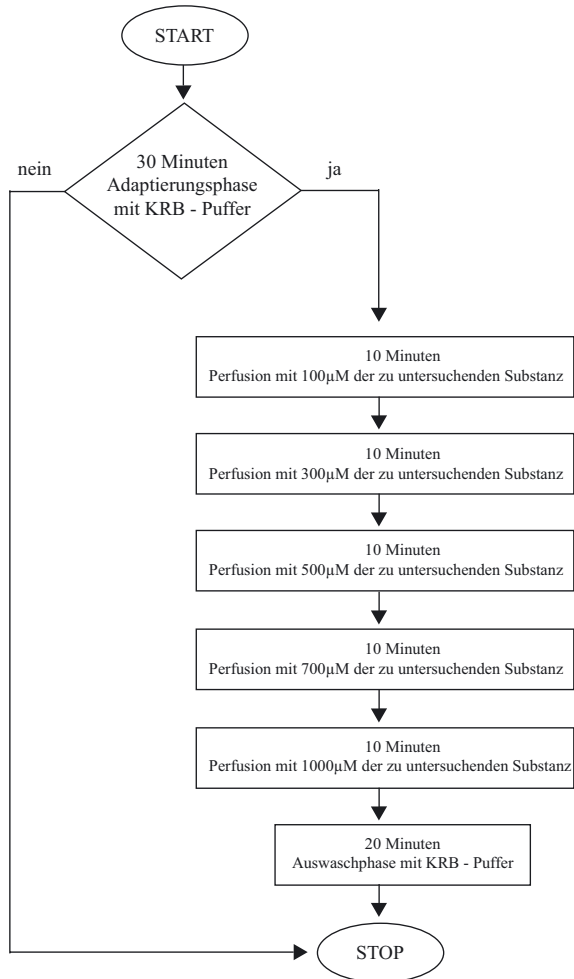 START
nein
30 Minuten
Adaptierungsphase
mit KRB - Puffer
ja
10 Minuten
Perfusion mit 100µM der zu untersuchenden Substanz
10 Minuten
Perfusion mit 300µM der zu untersuchenden Substanz
10 Minuten
Perfusion mit 500µM der zu untersuchenden Substanz
10 Minuten
Perfusion mit 700µM der zu untersuchenden Substanz
10 Minuten
Perfusion mit 1000µM der zu untersuchenden Substanz
20 Minuten
Auswaschphase mit KRB - Puffer
STOP